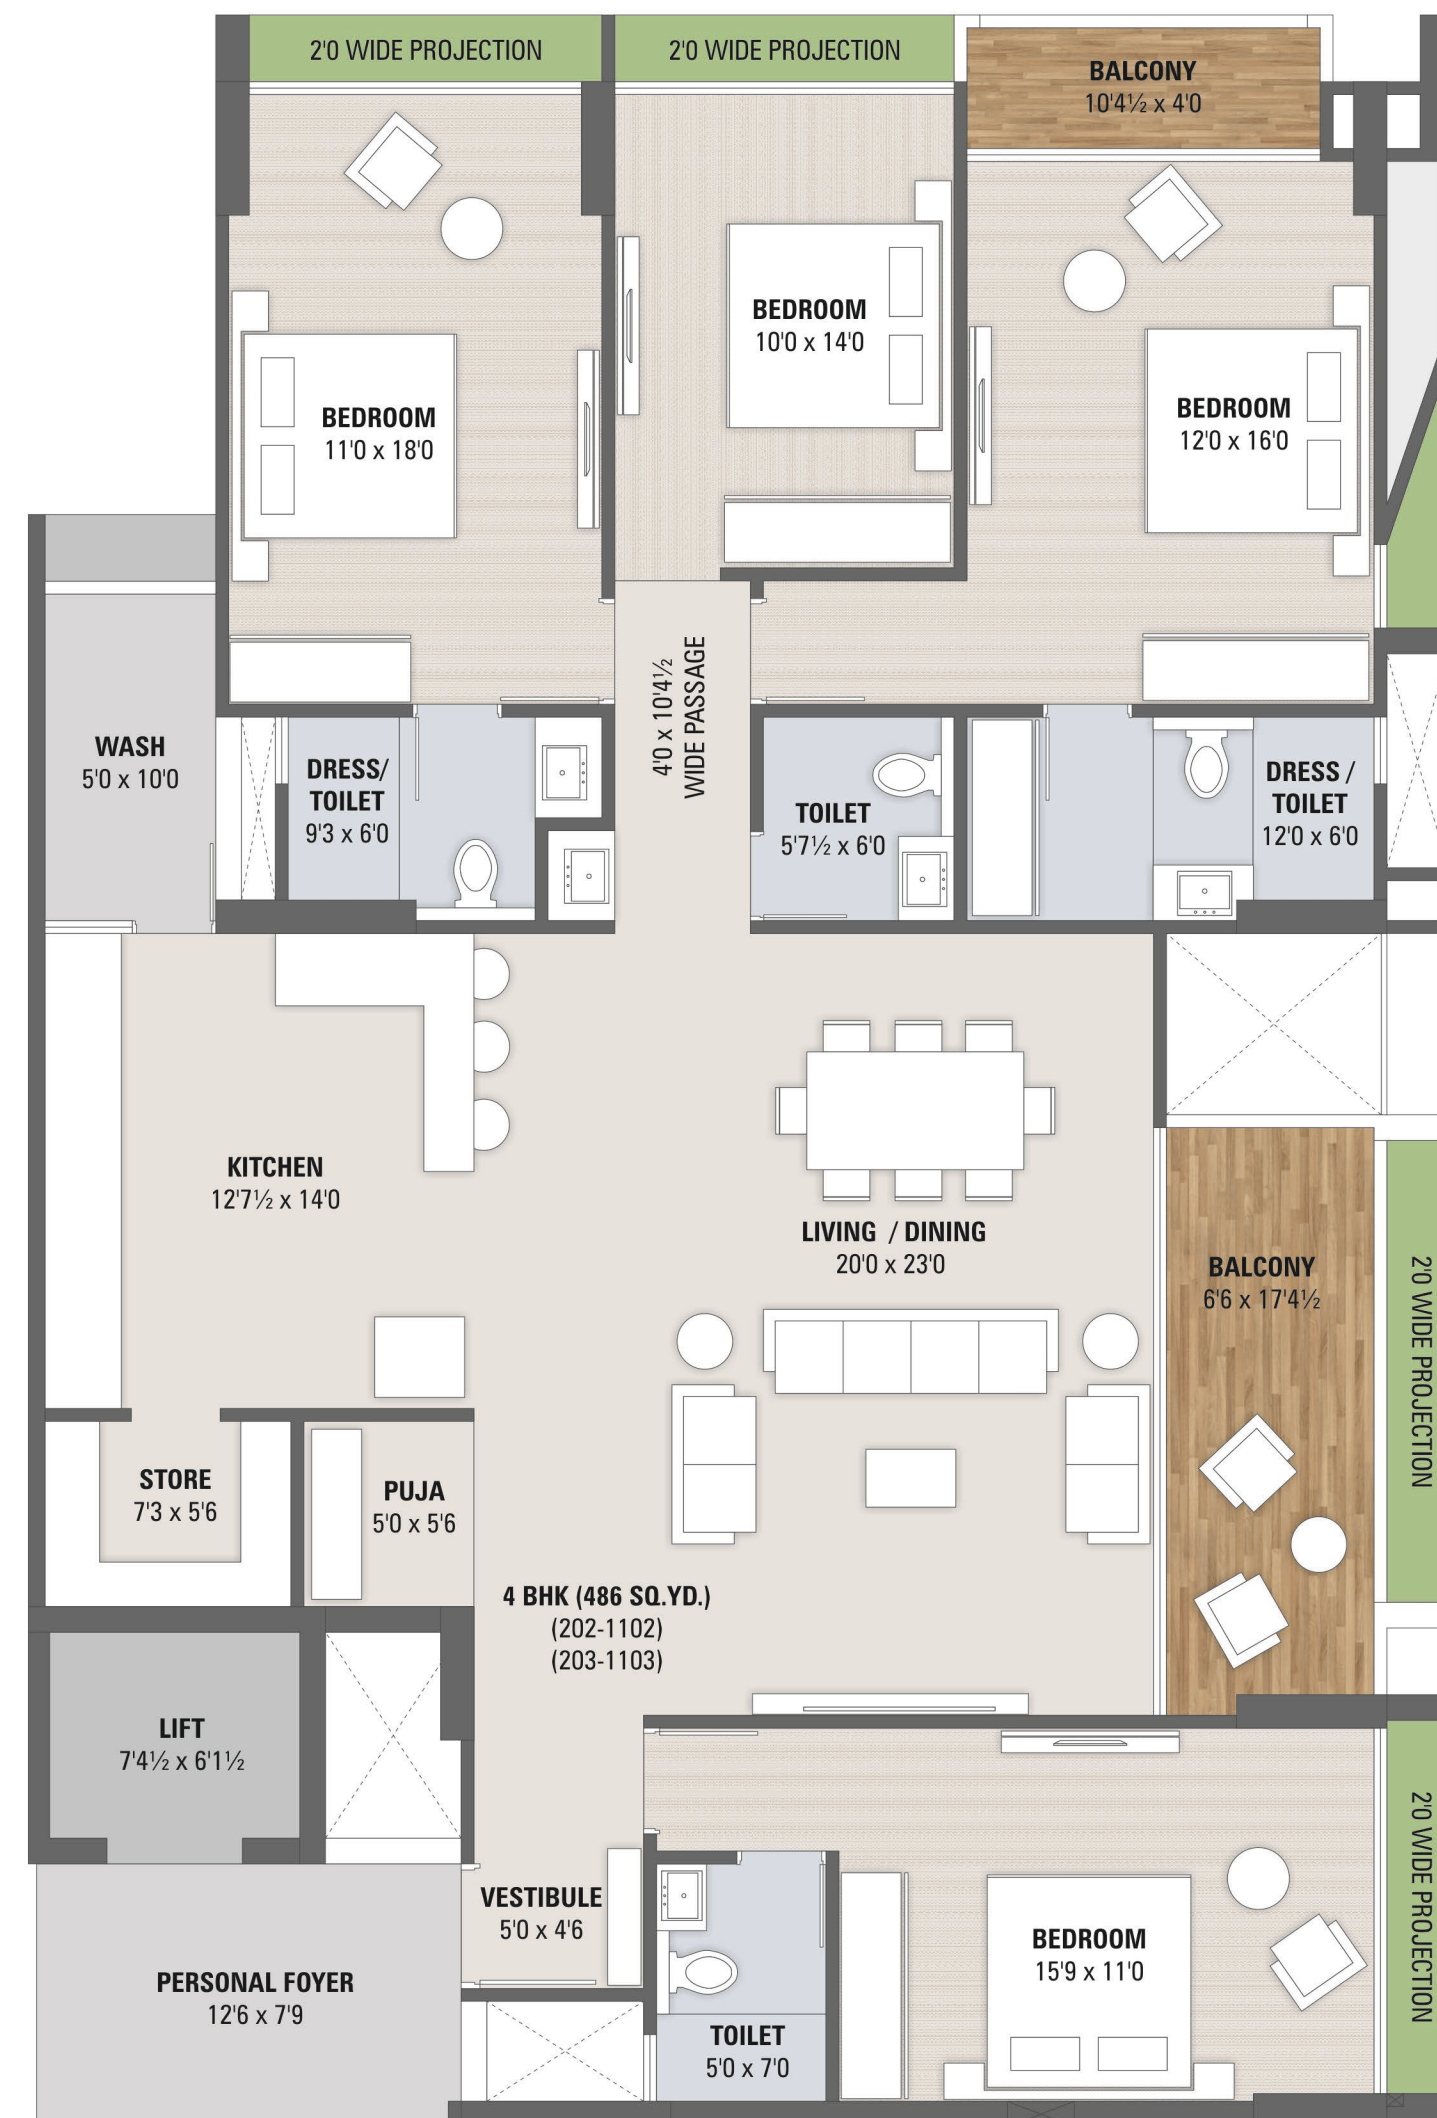 2'0 WIDE PROJECTION
2'0 WIDE PROJECTION
BALCONY
10'4½ x 4'0
BEDROOM
10'0 x 14'0
BEDROOM
11'0 x 18'0
BEDROOM
12'0 x 16'0
4'0 x 10'4½
WIDE PASSAGE
WASH
5'0 x 10'0
DRESS/
TOILET
9'3 x 6'0
TOILET
5'7½ x 6'0
DRESS /
TOILET
12'0 x 6'0
KITCHEN
12'7½ x 14'0
LIVING / DINING
20'0 x 23'0
BALCONY
6'6 x 17'4½
2'0 WIDE PROJECTION
STORE
7'3 x 5'6
PUJA
5'0 x 5'6
4 BHK (486 SQ.YD.)
(202-1102)
(203-1103)
LIFT
7'4½ x 6'1½
2'0 WIDE PROJECTION
VESTIBULE
5'0 x 4'6
BEDROOM
15'9 x 11'0
PERSONAL FOYER
12'6 x 7'9
TOILET
5'0 x 7'0